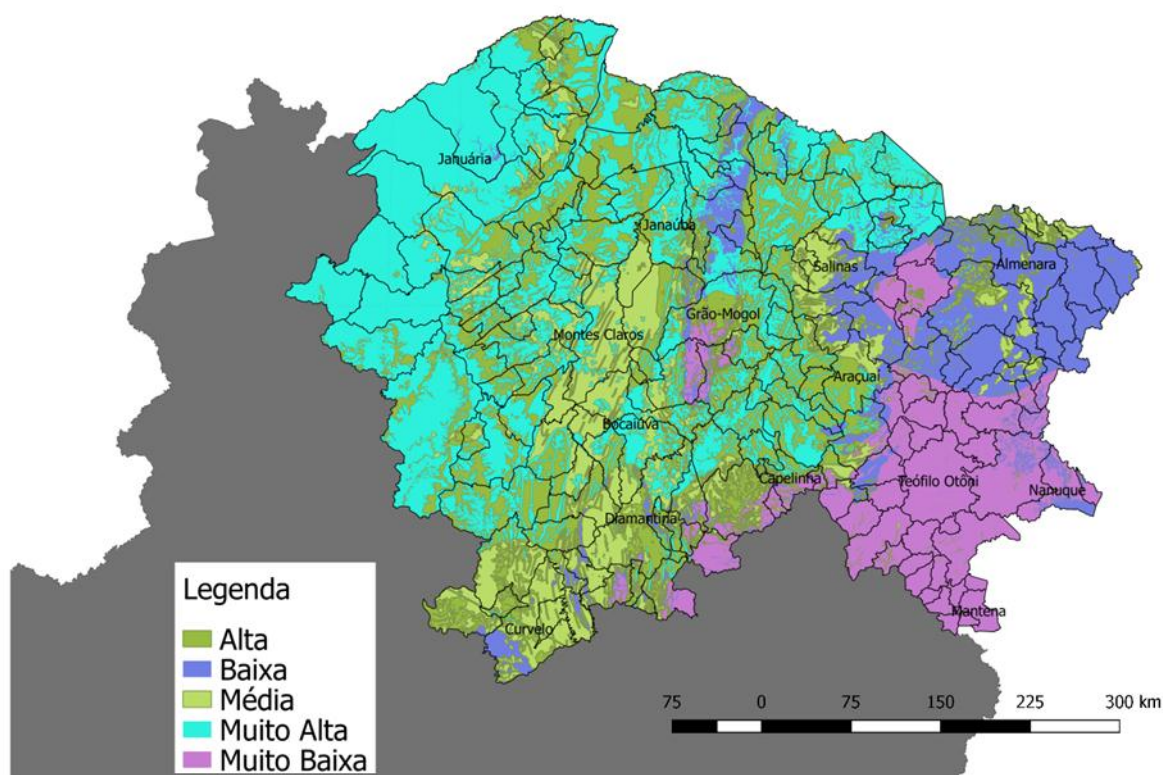 Januária
Janaúba
Salinas
Almenara
Grão-Mogol
Montes Claros
Araçuaí
Bocaiúva
Capelinha
Teófilo Otôni
Nanuque
Diamantina
Mantena
Curvelo
Legenda
Alta
Baixa
Média
Muito Alta
Muito Baixa
75 0 75 150 225 300 km